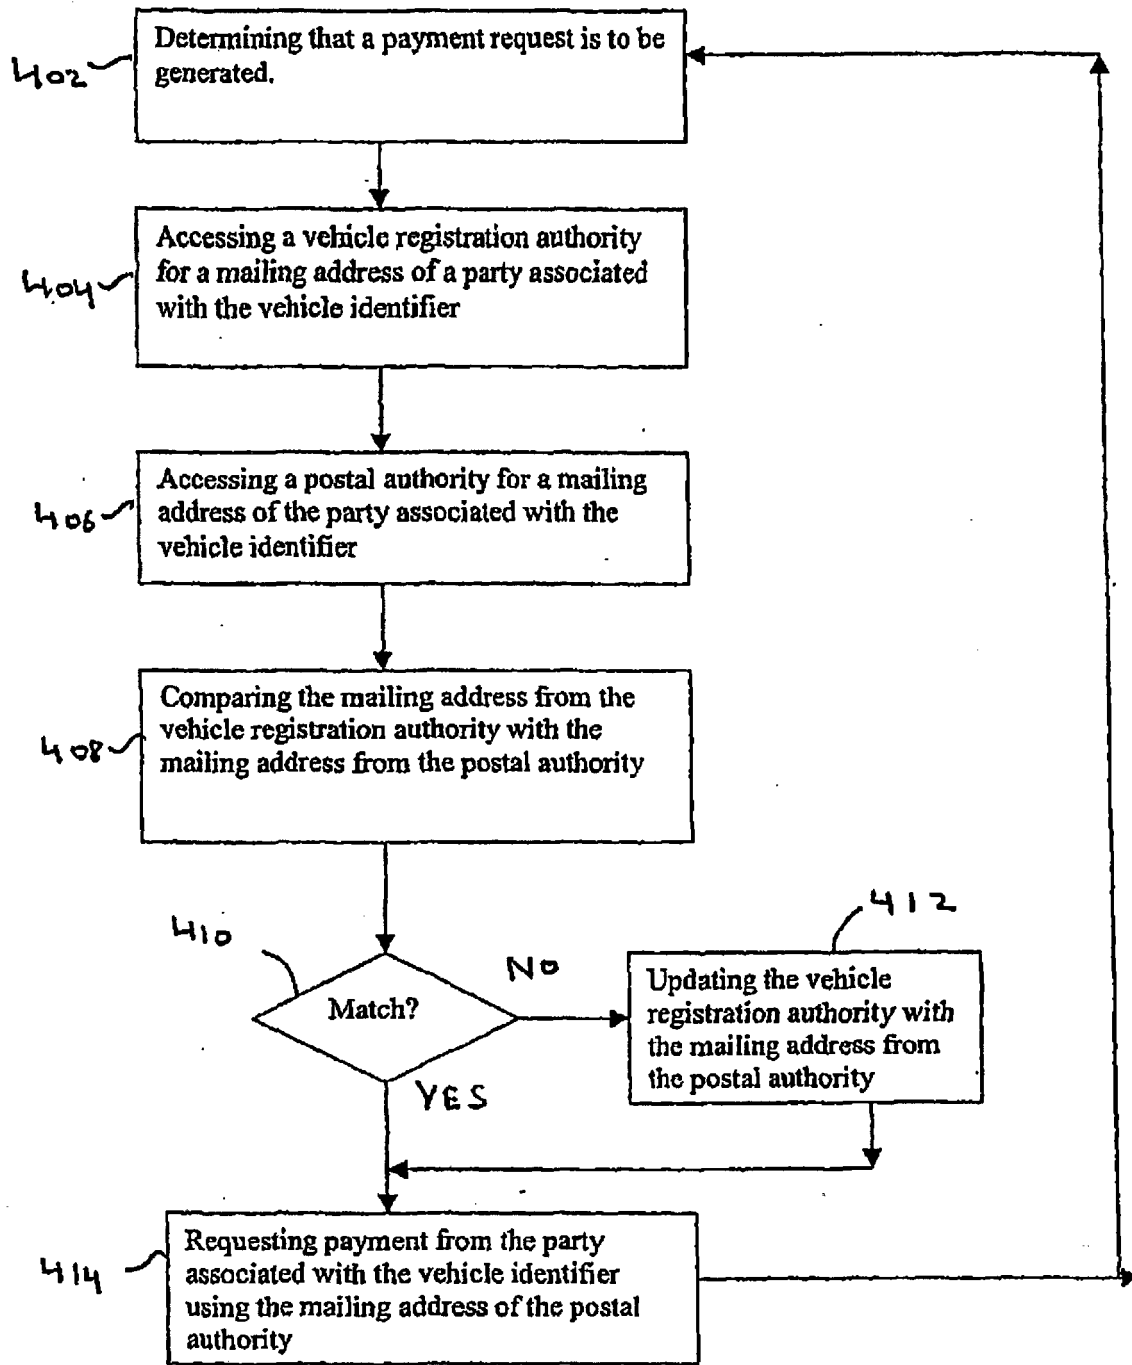 Determining that a payment request is to be
generated.
402
Accessing a vehicle registration authority
for a mailing address of a party associated
with the vehicle identifier
404
Accessing a postal authority for a mailing
address of the party associated with the
vehicle identifier
406
Comparing the mailing address from the
vehicle registration authority with the
mailing address from the postal authority
408
410
Match?
NO
YES
412
Updating the vehicle
registration authority with
the mailing address from
the postal authority
Requesting payment from the party
associated with the vehicle identifier
using the mailing address of the postal
authority
414